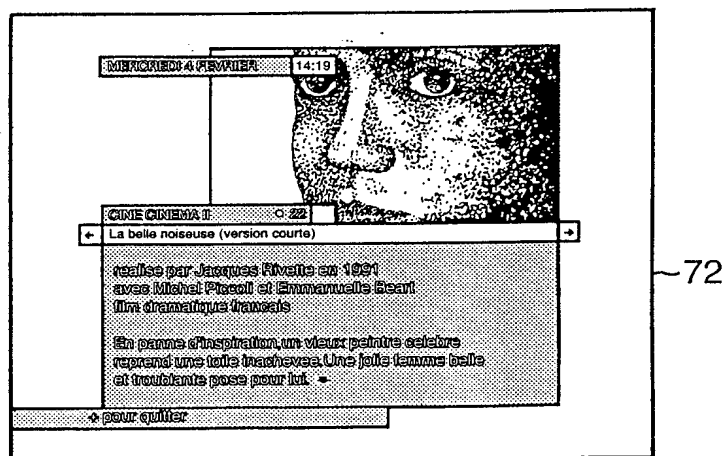 MERCREDI 4 FEVRIER 14:19
CINE CINEMA II 22
← La belle noiseuse (version courte) →
realise par Jacques Rivette en 1991
avec Michel Piccoli et Emmanuelle Beart
film dramatique francais
En panne d'inspiration, un vieux peintre celebre
reprend une toile inachevee. Une jolie femme belle
et troublante pose pour lui.
pour quitter
72